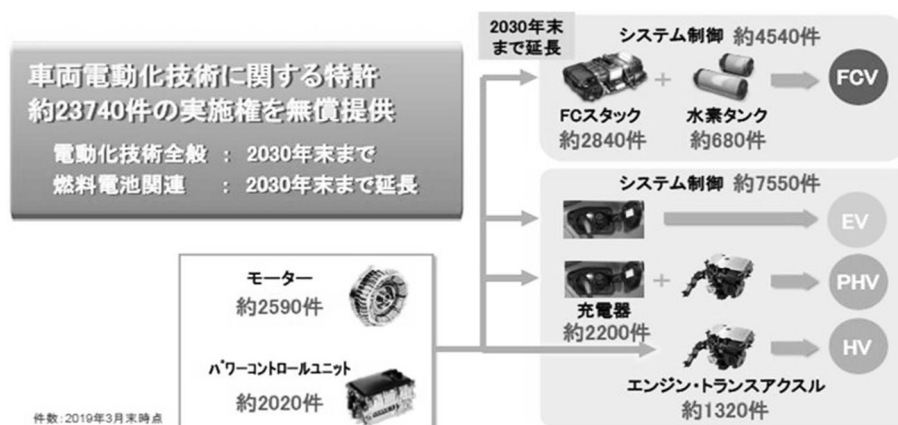 車両電動化技術に関する特許
約23740件の実施権を無償提供
電動化技術全般 : 2030年末まで
燃料電池関連 : 2030年末まで延長
2030年末
まで延長
システム制御 約4540件
FCスタック
約2840件
+
水素タンク
約680件
FCV
システム制御 約7550件
EV
+
PHV
充電器
約2200件
HV
エンジン・トランスアクスル
約1320件
モーター
約2590件
パワーコントロールユニット
約2020件
件数:2019年3月末時点